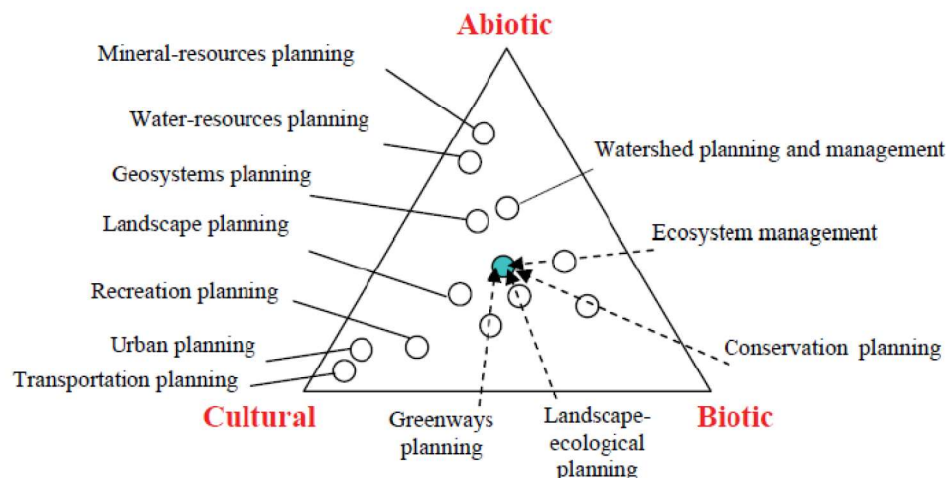 Abiotic
Mineral-resources planning
Water-resources planning
Watershed planning and management
Geosystems planning
Landscape planning
Ecosystem management
Recreation planning
Urban planning
Conservation planning
Transportation planning
Cultural
Greenways
planning
Landscape-
ecological
planning
Biotic